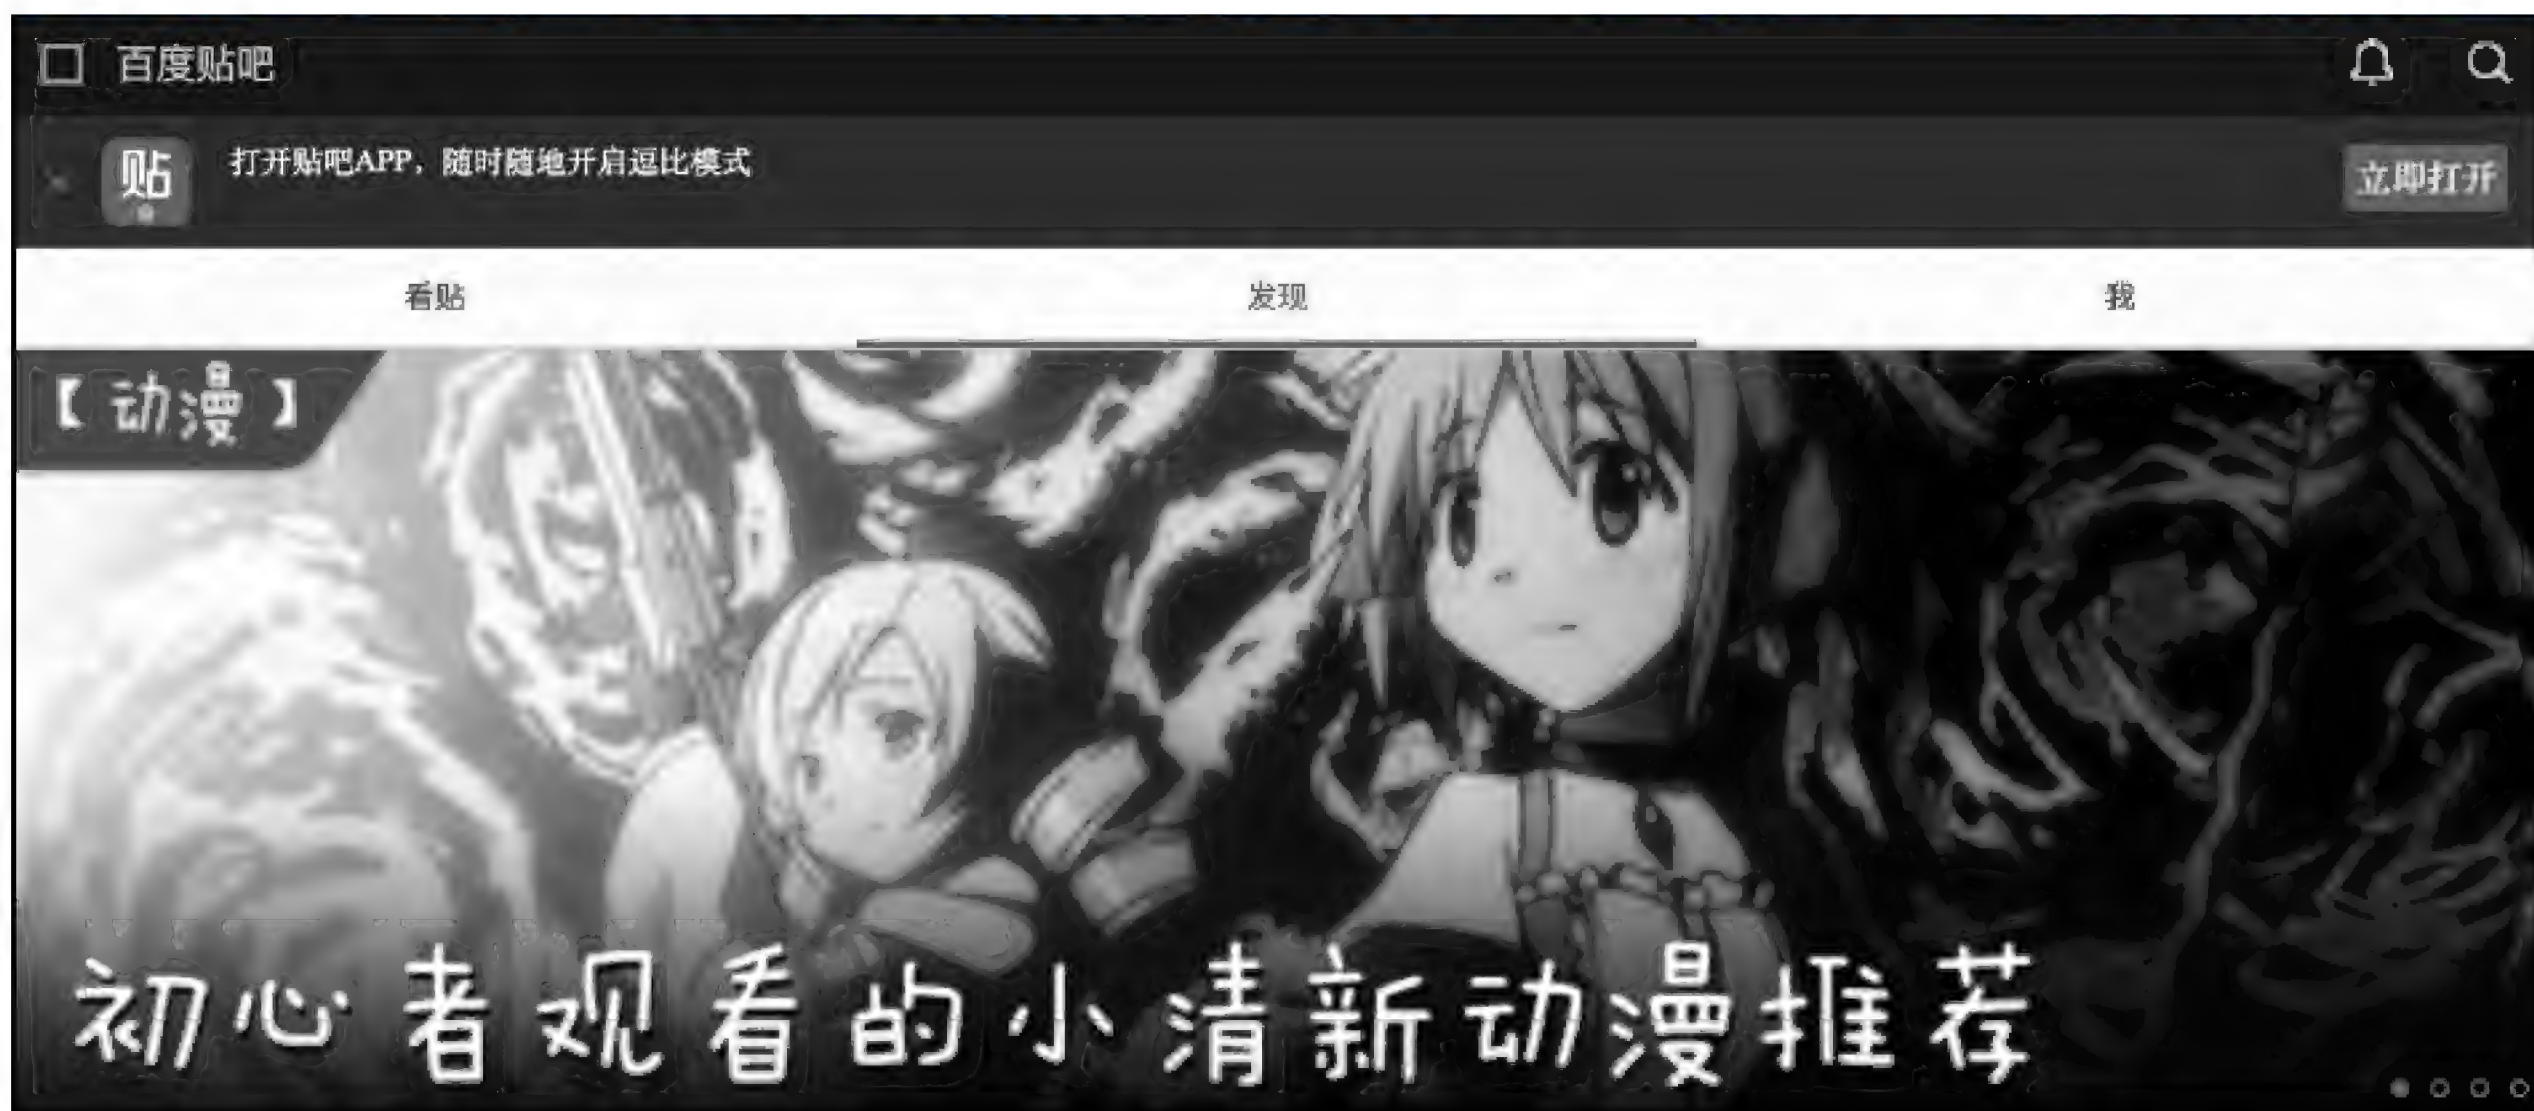 百度贴吧
贴
打开贴吧APP，随时随地开启逗比模式
立即打开
看贴 发现 我
【动漫】
初心者观看的小清新动漫推荐